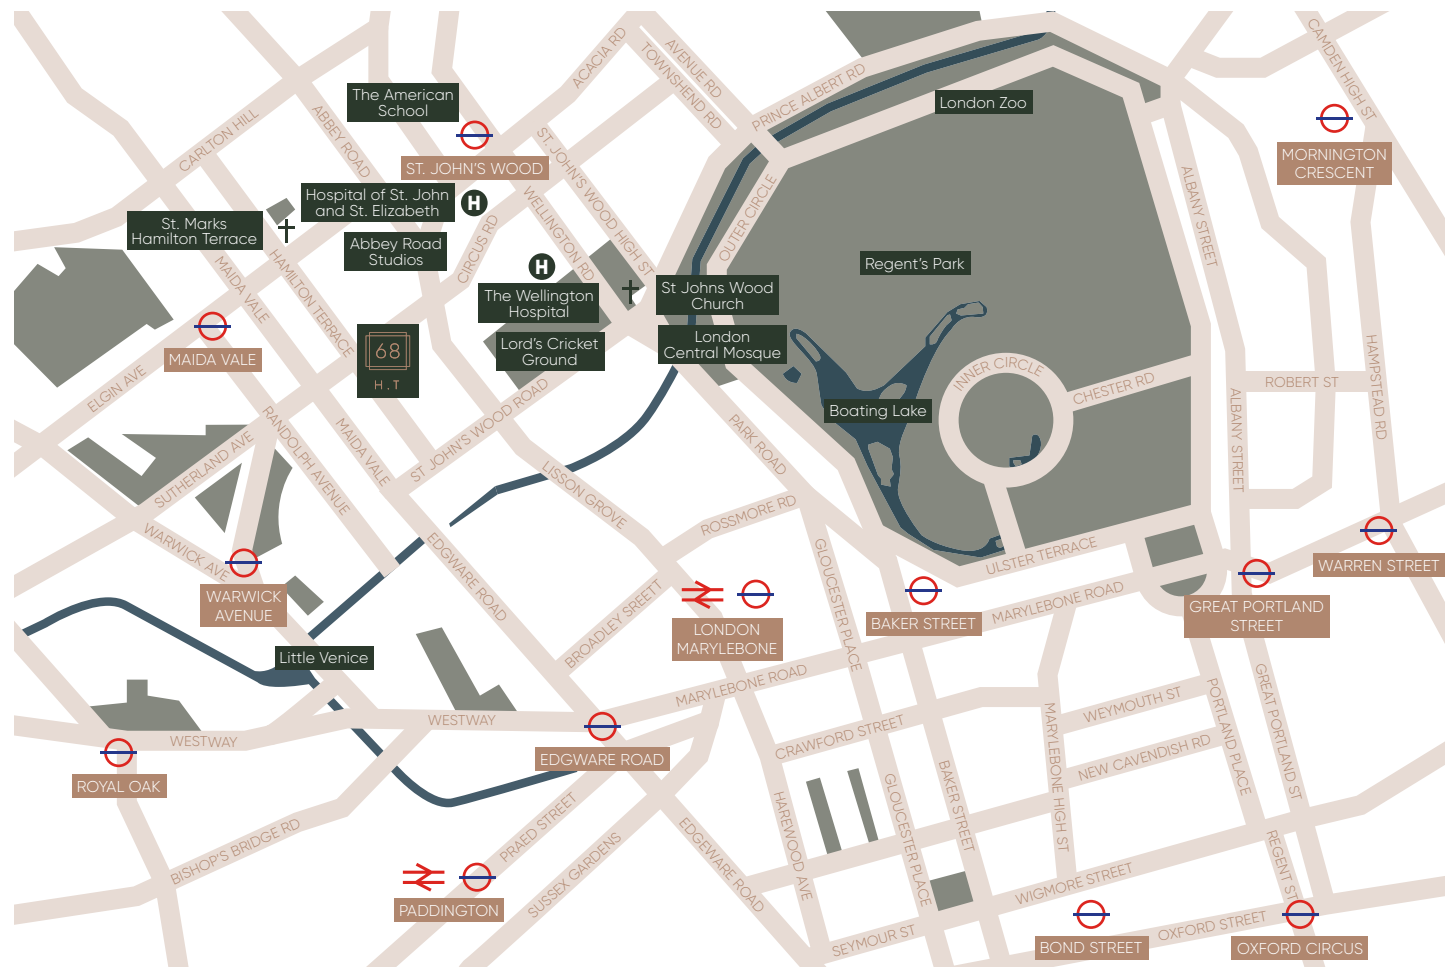 CAMDEN HIGH ST
ACACIA RD
AVENUE RD
TOWNSHEND RD
PRINCE ALBERT RD
The American
School
London Zoo
CARLTON HILL
ABBEY ROAD
ST. JOHN'S WOOD
ST. JOHN'S WOOD HIGH ST
MORNINGTON
CRESCENT
Hospital of St. John
and St. Elizabeth
H
St. Marks
Hamilton Terrace
Abbey Road
Studios
CIRCUS RD
WELLINGTON RD
OUTER CIRCLE
ALBANY STREET
Regent's Park
H
The Wellington
Hospital
St Johns Wood
Church
MAIDA VALE
HAMILTON TERRACE
MAIDA VALE
68
H.T
Lord's Cricket
Ground
London
Central Mosque
ELGIN AVE
INNER CIRCLE
CHESTER RD
ROBERT ST
HAMPSTEAD RD
Boating Lake
ALBANY STREET
RANDOLPH AVENUE
MAIDA VALE
ST. JOHN'S WOOD ROAD
PARK ROAD
SUTHERLAND AVE
LISSON GROVE
ROSSMORE RD
WARWICK AVE
EDGWARE ROAD
GLOUCESTER PLACE
ULSTER TERRACE
WARREN STREET
WARWICK
AVENUE
BROADLEY SREETT
LONDON
MARYLEBONE
BAKER STREET
MARYLEBONE ROAD
GREAT PORTLAND
STREET
Little Venice
MARYLEBONE ROAD
WESTWAY
WESTWAY
EDGWARE ROAD
ROYAL OAK
CRAWFORD STREET
MARYLEBONE HIGH ST
WEYMOUTH ST
NEW CAVENDISH RD
PORTLAND PLACE
GREAT PORTLAND ST
BISHOP'S BRIDGE RD
PRAED STREET
SUSSEX GARDENS
EDGEWARE ROAD
HAREWOOD AVE
GLOUCESTER PLACE
BAKER STREET
REGENT ST
WIGMORE STREET
PADDINGTON
SEYMOUR ST
BOND STREET
OXFORD STREET
OXFORD CIRCUS